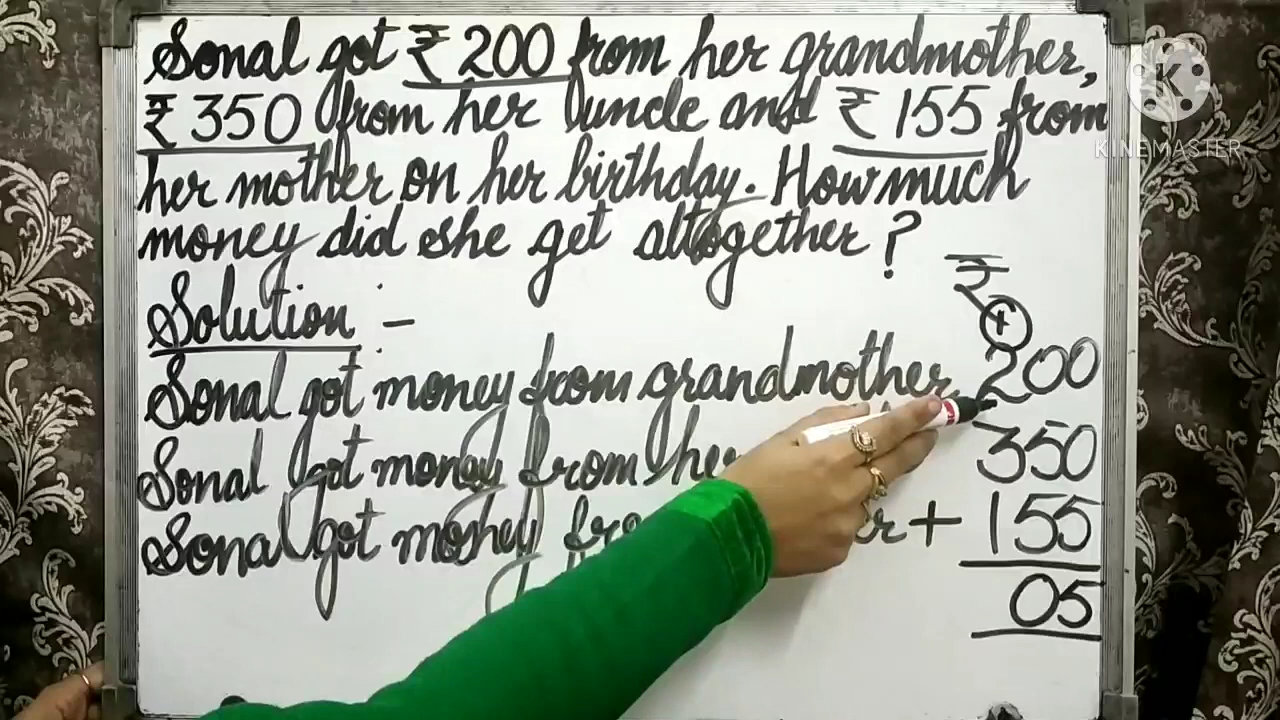 Sonal got ₹ 200 from her grandmother,
₹ 350 from her uncle and ₹ 155 from
her mother on her birthday. How much
money did she get altogether?
Solution :-
₹
+
Sonal got money from grandmother 200
Sonal got money from her 350
Sonal got money + 155
05
KINEMASTER